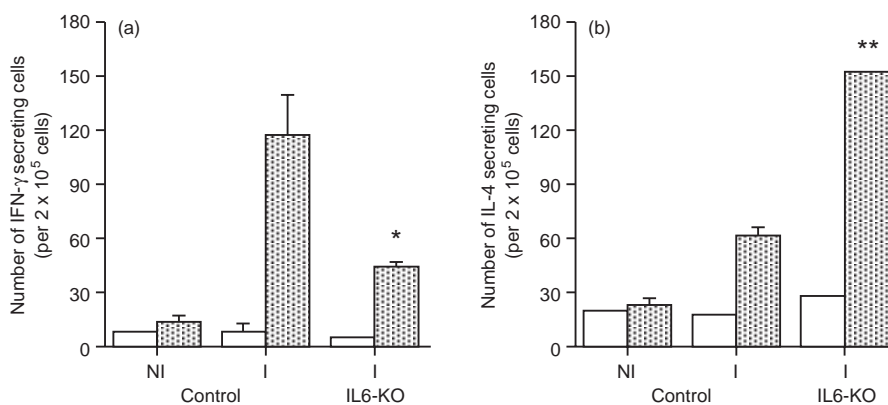 (a)
Number of IFN-γ secreting cells
(per 2 x 10⁵ cells)
180
150
120
90
60
30
0
*
NI
I
I
Control
IL6-KO
(b)
Number of IL-4 secreting cells
(per 2 x 10⁵ cells)
180
150
120
90
60
30
0
**
NI
I
I
Control
IL6-KO